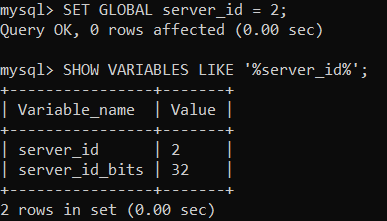 mysql> SET GLOBAL server_id = 2;
Query OK, 0 rows affected (0.00 sec)
mysql> SHOW VARIABLES LIKE '%server_id%';
+----------------+-------+
| Variable_name  | Value |
+----------------+-------+
| server_id      | 2     |
| server_id_bits | 32    |
+----------------+-------+
2 rows in set (0.00 sec)